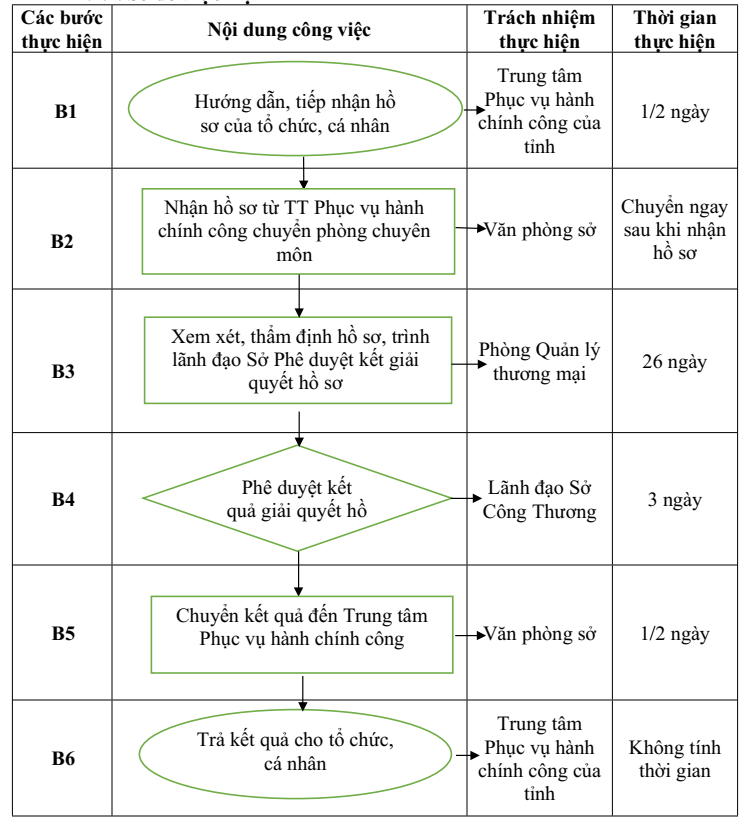 Các bước
thực hiện
Nội dung công việc
Trách nhiệm
thực hiện
Thời gian
thực hiện
B1
Hướng dẫn, tiếp nhận hồ
sơ của tổ chức, cá nhân
Trung tâm
Phục vụ hành
chính công của
tỉnh
1/2 ngày
B2
Nhận hồ sơ từ TT Phục vụ hành
chính công chuyển phòng chuyên
môn
Văn phòng sở
Chuyển ngay
sau khi nhận
hồ sơ
B3
Xem xét, thẩm định hồ sơ, trình
lãnh đạo Sở Phê duyệt kết giải
quyết hồ sơ
Phòng Quản lý
thương mại
26 ngày
B4
Phê duyệt kết
quả giải quyết hồ
Lãnh đạo Sở
Công Thương
3 ngày
B5
Chuyển kết quả đến Trung tâm
Phục vụ hành chính công
Văn phòng sở
1/2 ngày
B6
Trả kết quả cho tổ chức,
cá nhân
Trung tâm
Phục vụ hành
chính công của
tỉnh
Không tính
thời gian